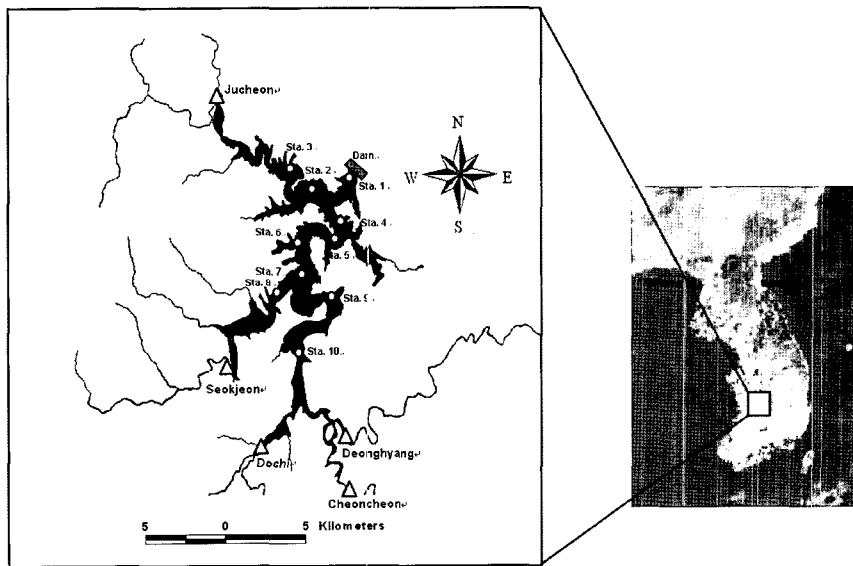 Jucheon
Sta. 3
Dam
Sta. 2
Sta. 1
N
W
E
S
Sta. 4
Sta. 6
Sta. 5
Sta. 7
Sta. 8
Sta. 9
Sta. 10
Seokjeon
Dochi
Deonghyang
Cheoncheon
5 0 5 Kilometers